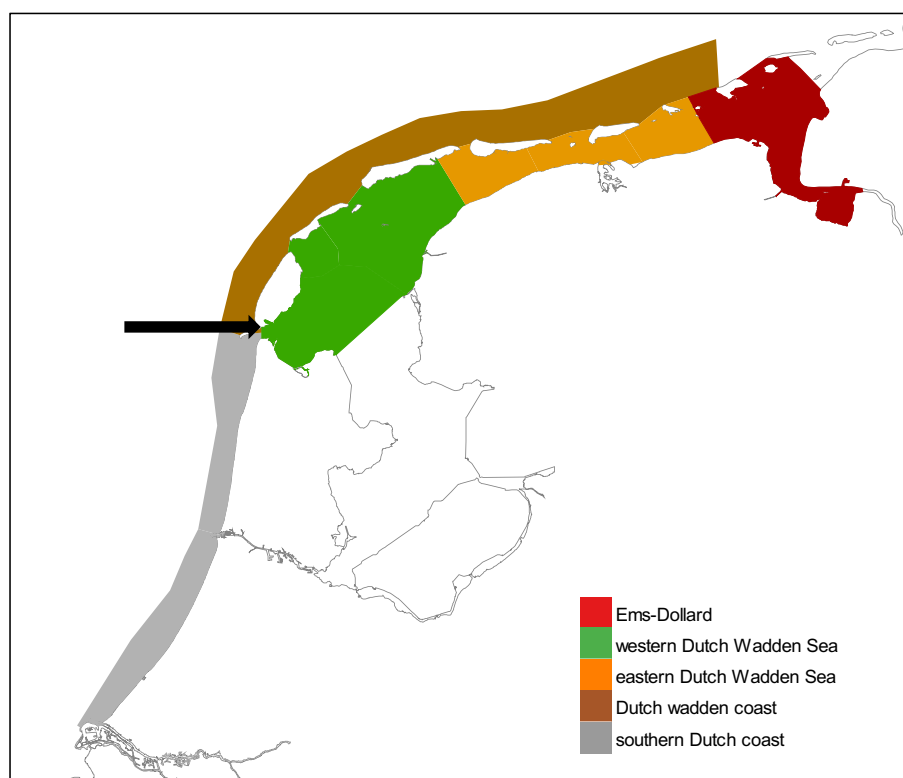 Ems-Dollard
western Dutch Wadden Sea
eastern Dutch Wadden Sea
Dutch wadden coast
southern Dutch coast